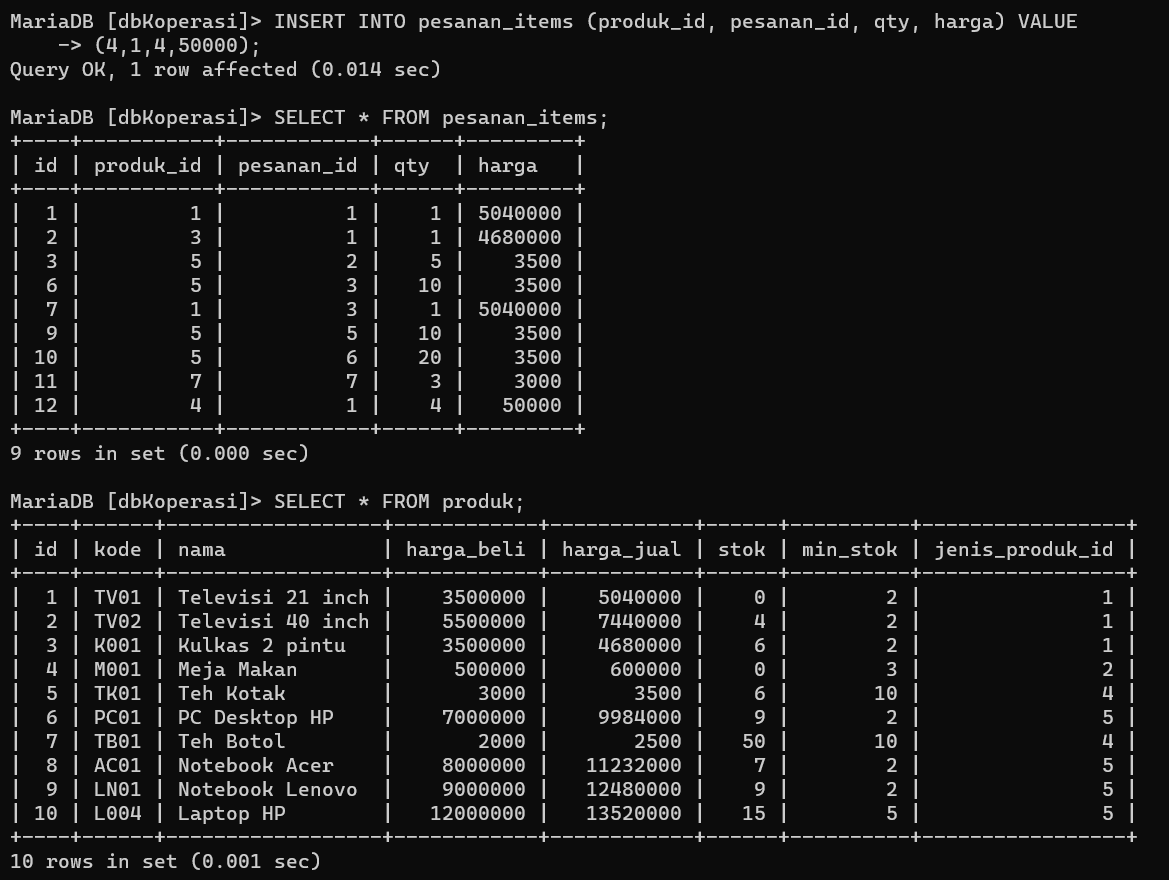 MariaDB [dbKoperasi]> INSERT INTO pesanan_items (produk_id, pesanan_id, qty, harga) VALUE
    -> (4,1,4,50000);
Query OK, 1 row affected (0.014 sec)

MariaDB [dbKoperasi]> SELECT * FROM pesanan_items;
+----+-----------+------------+------+---------+
| id | produk_id | pesanan_id | qty  | harga   |
+----+-----------+------------+------+---------+
|  1 |         1 |          1 |    1 | 5040000 |
|  2 |         3 |          1 |    1 | 4680000 |
|  3 |         5 |          2 |    5 |    3500 |
|  6 |         5 |          3 |   10 |    3500 |
|  7 |         1 |          3 |    1 | 5040000 |
|  9 |         5 |          5 |   10 |    3500 |
| 10 |         5 |          6 |   20 |    3500 |
| 11 |         7 |          7 |    3 |    3000 |
| 12 |         4 |          1 |    4 |   50000 |
+----+-----------+------------+------+---------+
9 rows in set (0.000 sec)

MariaDB [dbKoperasi]> SELECT * FROM produk;
+----+------+------------------+------------+------------+------+----------+-----------------+
| id | kode | nama             | harga_beli | harga_jual | stok | min_stok | jenis_produk_id |
+----+------+------------------+------------+------------+------+----------+-----------------+
|  1 | TV01 | Televisi 21 inch |    3500000 |    5040000 |    0 |        2 |               1 |
|  2 | TV02 | Televisi 40 inch |    5500000 |    7440000 |    4 |        2 |               1 |
|  3 | K001 | Kulkas 2 pintu   |    3500000 |    4680000 |    6 |        2 |               1 |
|  4 | M001 | Meja Makan       |     500000 |     600000 |    0 |        3 |               2 |
|  5 | TK01 | Teh Kotak        |       3000 |       3500 |    6 |       10 |               4 |
|  6 | PC01 | PC Desktop HP    |    7000000 |    9984000 |    9 |        2 |               5 |
|  7 | TB01 | Teh Botol        |       2000 |       2500 |   50 |       10 |               4 |
|  8 | AC01 | Notebook Acer    |    8000000 |   11232000 |    7 |        2 |               5 |
|  9 | LN01 | Notebook Lenovo  |    9000000 |   12480000 |    9 |        2 |               5 |
| 10 | L004 | Laptop HP        |   12000000 |   13520000 |   15 |        5 |               5 |
+----+------+------------------+------------+------------+------+----------+-----------------+
10 rows in set (0.001 sec)